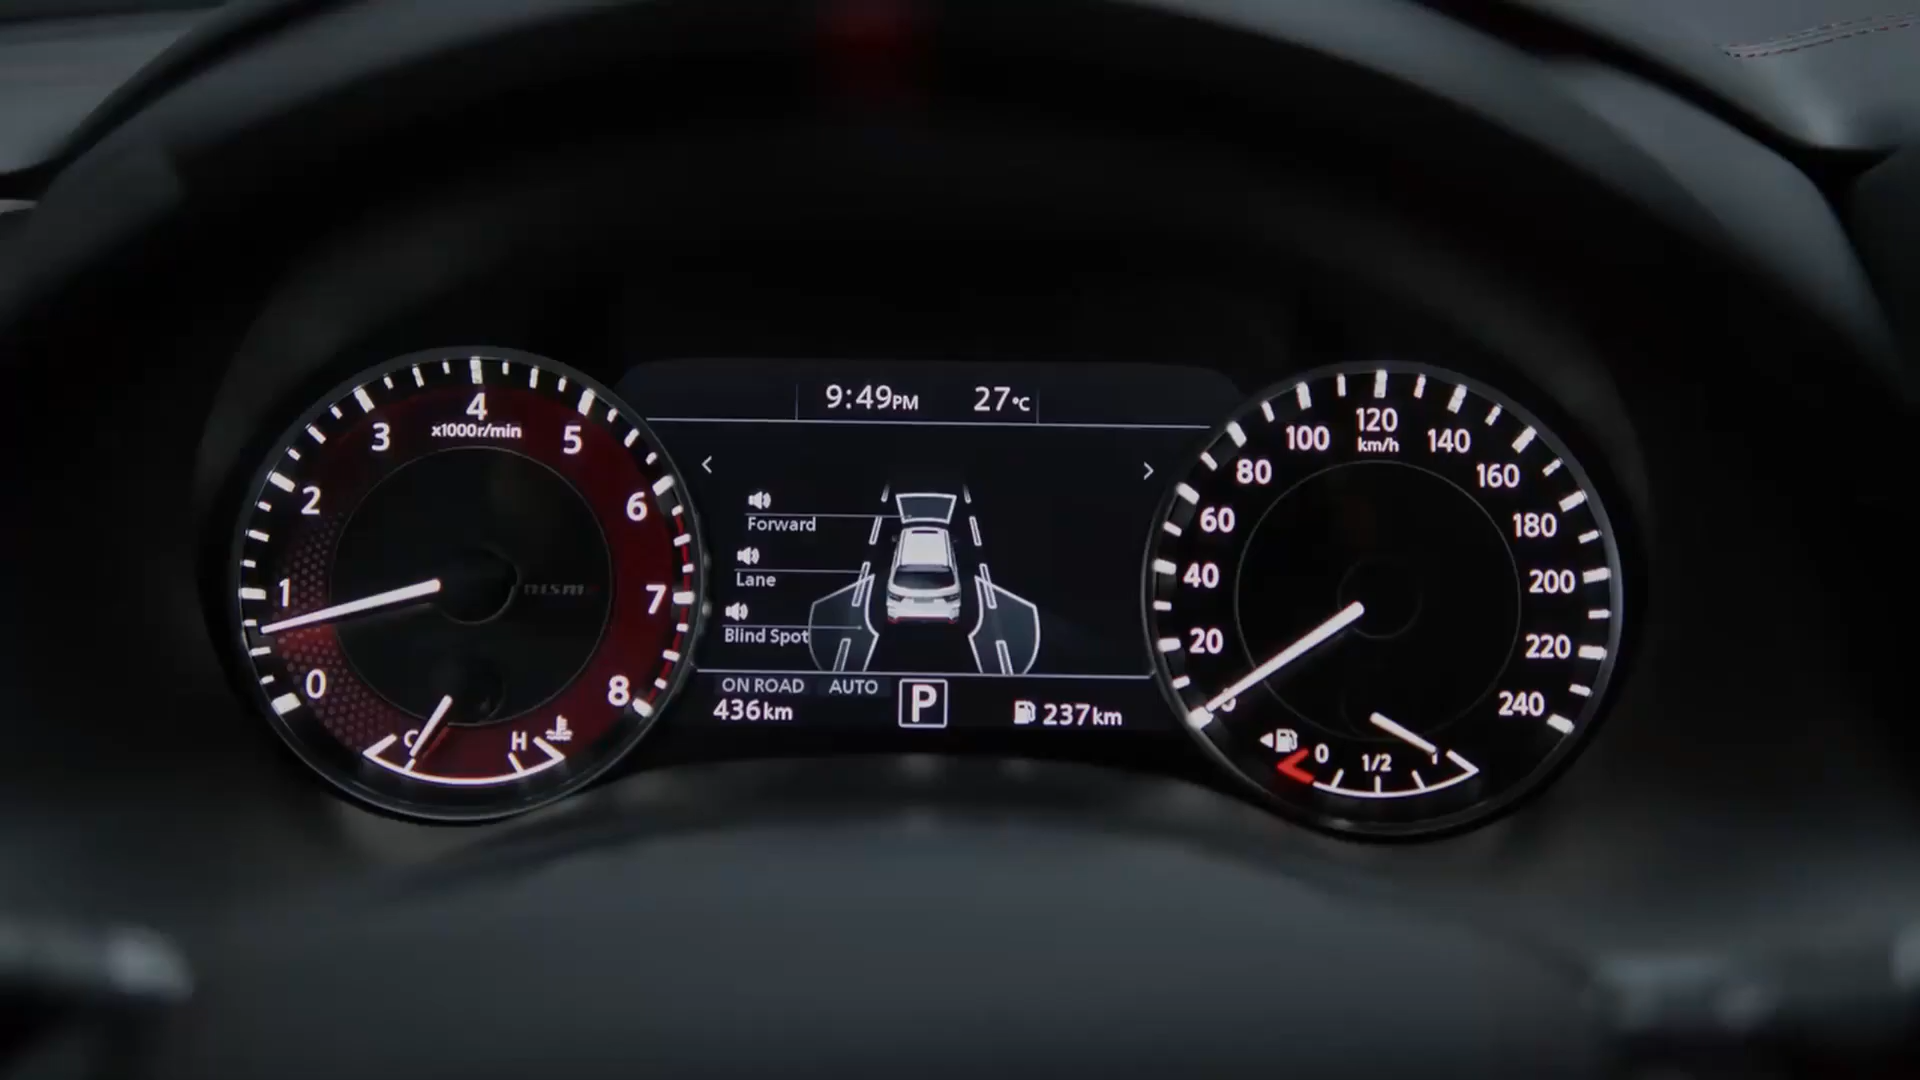 4
x1000r/min
3
5
2
6
1
7
0
8
C
H
9:49PM
27°C
<
>
Forward
Lane
Blind Spot
ON ROAD
AUTO
436km
P
237km
120
km/h
100
140
80
160
60
180
40
200
20
220
240
0
1/2